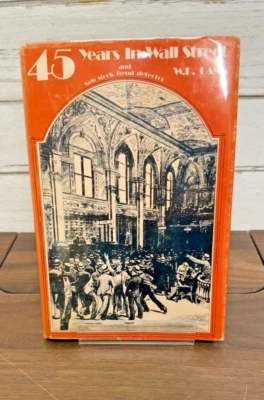 45 Years In Wall Street
and
New stock trend detector
W.D. GANN